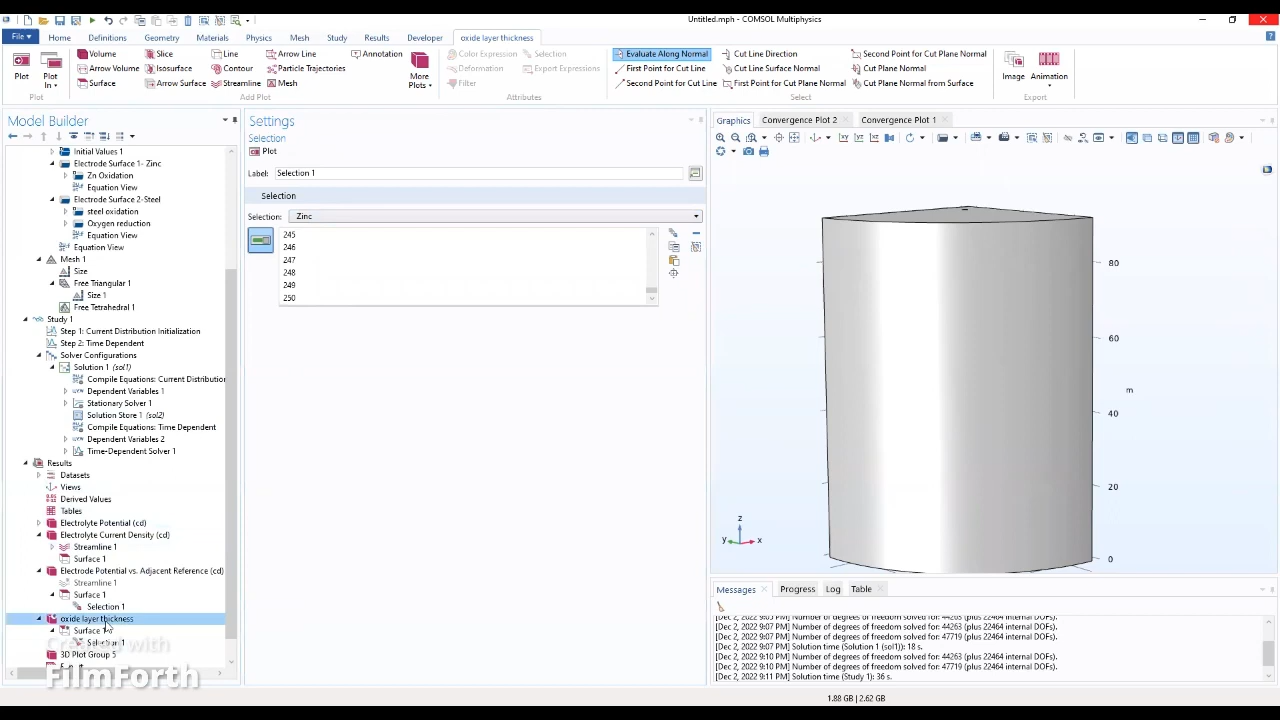 Untitled.mph - COMSOL Multiphysics
File Home Definitions Geometry Materials Physics Mesh Study Results Developer oxide layer thickness
Volume Slice Line Arrow Line Annotation Color Expression Selection Evaluate Along Normal Cut Line Direction Second Point for Cut Plane Normal
Plot Plot In Arrow Volume Isosurface Contour Particle Trajectories More Plots Deformation Export Expressions First Point for Cut Line Cut Line Surface Normal Cut Plane Normal Image Animation
Surface Arrow Surface Streamline Mesh Filter Second Point for Cut Line First Point for Cut Plane Normal Cut Plane Normal from Surface
Plot Add Plot Attributes Select Export
Model Builder
Initial Values 1
Electrode Surface 1- Zinc
Zn Oxidation
Equation View
Electrode Surface 2-Steel
steel oxidation
Oxygen reduction
Equation View
Equation View
Mesh 1
Size
Free Triangular 1
Size 1
Free Tetrahedral 1
Study 1
Step 1: Current Distribution Initialization
Step 2: Time Dependent
Solver Configurations
Solution 1 (sol1)
Compile Equations: Current Distribution
Dependent Variables 1
Stationary Solver 1
Solution Store 1 (sol2)
Compile Equations: Time Dependent
Dependent Variables 2
Time-Dependent Solver 1
Results
Datasets
Views
Derived Values
Tables
Electrolyte Potential (cd)
Electrolyte Current Density (cd)
Streamline 1
Surface 1
Electrode Potential vs. Adjacent Reference (cd)
Streamline 1
Surface 1
Selection 1
oxide layer thickness
Surface 1
Selection 1
3D Plot Group 5
Created with
FilmForth
Settings
Selection
Plot
Label: Selection 1
Selection
Selection: Zinc
245
246
247
248
249
250
Graphics Convergence Plot 2 Convergence Plot 1
80
60
m
40
20
0
z
y x
Messages Progress Log Table
[Dec 2, 2022 9:07 PM] Number of degrees of freedom solved for: 44263 (plus 22464 internal DOFs).
[Dec 2, 2022 9:07 PM] Number of degrees of freedom solved for: 47719 (plus 22464 internal DOFs).
[Dec 2, 2022 9:07 PM] Solution time (Solution 1 (sol1)): 18 s.
[Dec 2, 2022 9:10 PM] Number of degrees of freedom solved for: 44263 (plus 22464 internal DOFs).
[Dec 2, 2022 9:10 PM] Number of degrees of freedom solved for: 47719 (plus 22464 internal DOFs).
[Dec 2, 2022 9:11 PM] Solution time (Study 1): 36 s.
1.88 GB | 2.62 GB